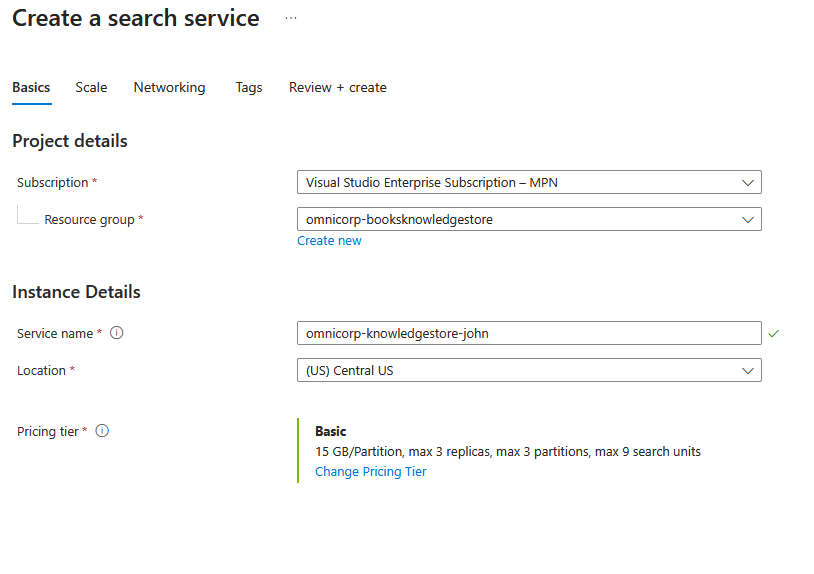 Create a search service ...
Basics Scale Networking Tags Review + create
Project details
Subscription * Visual Studio Enterprise Subscription – MPN
Resource group * omnicorp-booksknowledgestore
Create new
Instance Details
Service name * omnicorp-knowledgestore-john
Location * (US) Central US
Pricing tier * Basic
15 GB/Partition, max 3 replicas, max 3 partitions, max 9 search units
Change Pricing Tier